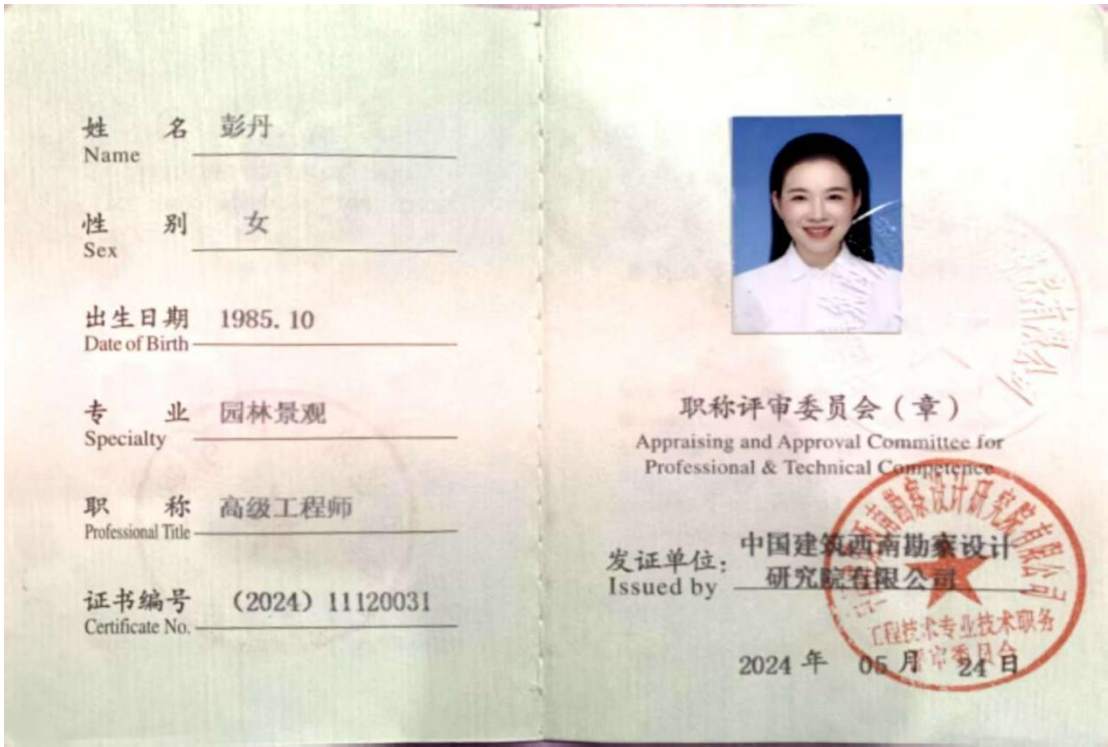 姓 名 彭丹
Name
性 别 女
Sex
出生日期 1985.10
Date of Birth
专 业 园林景观
Specialty
职 称 高级工程师
Professional Title
证书编号 (2024) 11120031
Certificate No.
职称评审委员会（章）
Appraising and Approval Committee for
Professional & Technical Competence
发证单位： 中国建筑西南勘察设计
Issued by 研究院有限公司
工程技术专业技术职务
评审委员会
2024 年 05 月 24 日